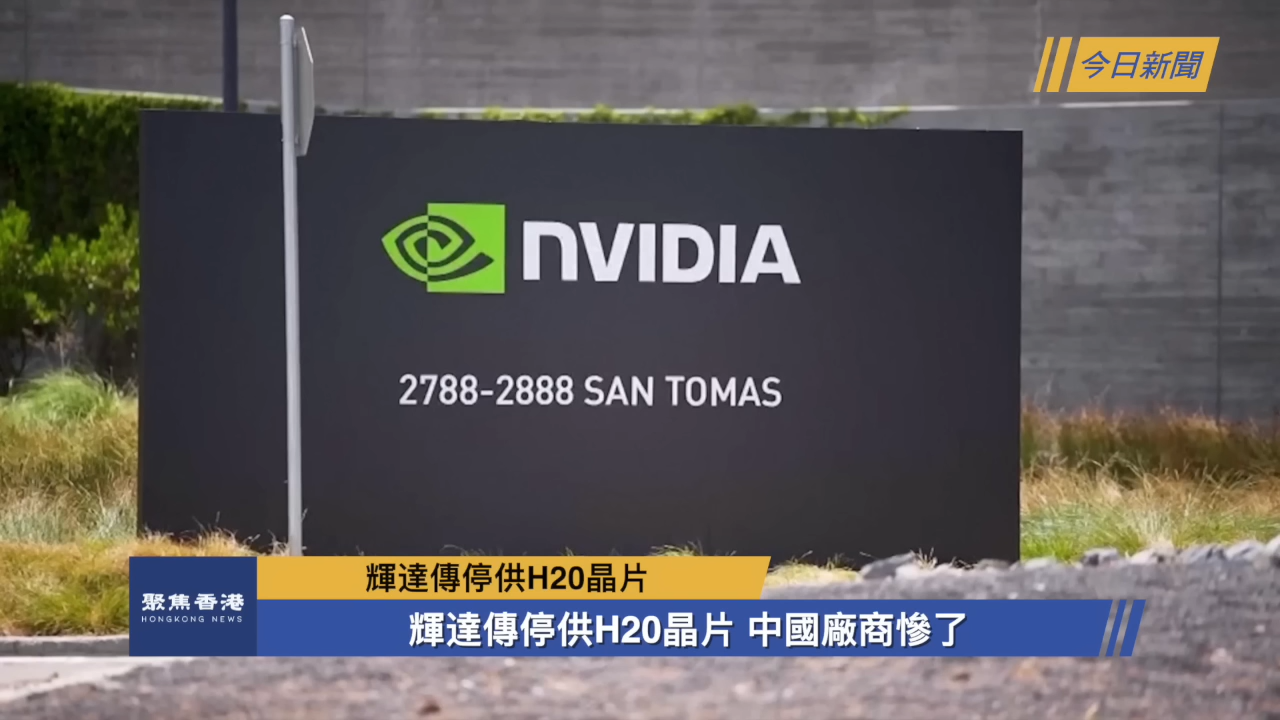 今日新聞
NVIDIA
2788-2888 SAN TOMAS
輝達傳停供H20晶片
聚焦香港
HONGKONG NEWS
輝達傳停供H20晶片 中國廠商慘了